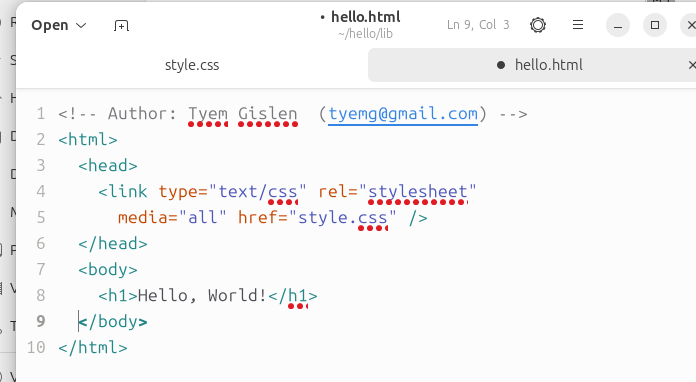 Open
• hello.html
~/hello/lib
Ln 9, Col 3
style.css
• hello.html
1 <!-- Author: Tyem Gislen  (tyemg@gmail.com) -->
2 <html>
3   <head>
4     <link type="text/css" rel="stylesheet"
5       media="all" href="style.css" />
6   </head>
7   <body>
8     <h1>Hello, World!</h1>
9   </body>
10 </html>